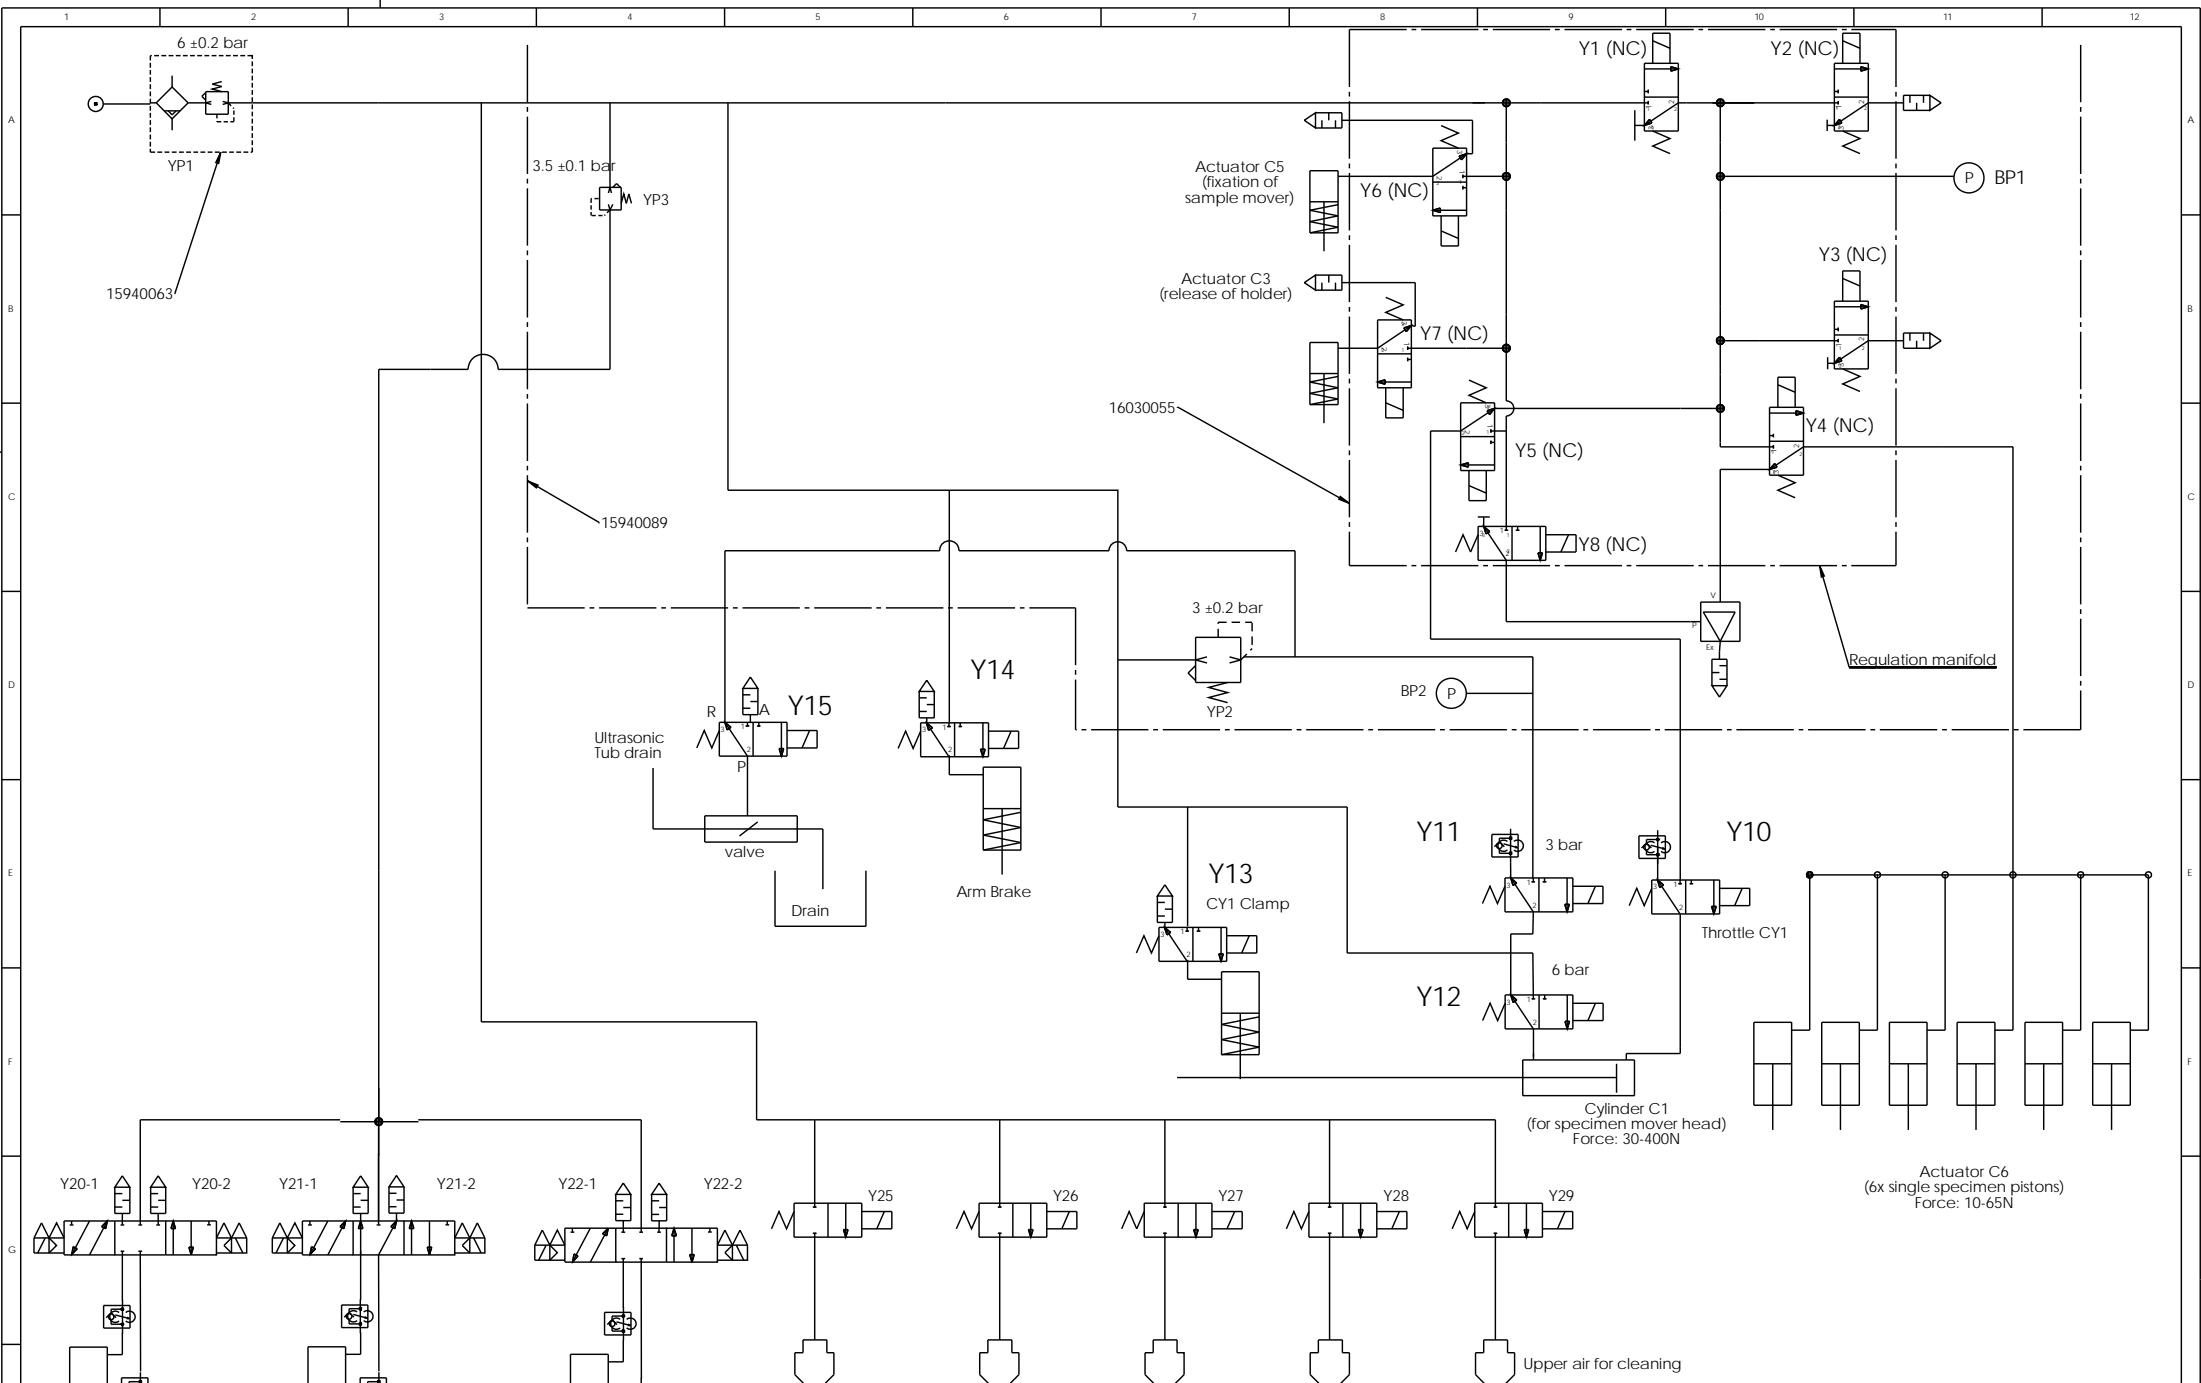 1 2 3 4 5 6 7 8 9 10 11 12
6 ±0.2 bar
Y1 (NC)
Y2 (NC)
A
A
YP1
3.5 ±0.1 bar
YP3
Actuator C5
(fixation of
sample mover)
Y6 (NC)
P
BP1
15940063
B
B
Actuator C3
(release of holder)
Y7 (NC)
Y3 (NC)
16030055
Y5 (NC)
Y4 (NC)
C
C
15940089
Y8 (NC)
V
P
Ex
3 ±0.2 bar
YP2
Regulation manifold
D
D
Y14
Y15
R
A
P
BP2
P
Ultrasonic
Tub drain
valve
Drain
Arm Brake
Y13
CY1 Clamp
Y11
3 bar
Y10
Throttle CY1
E
E
6 bar
Y12
F
F
Cylinder C1
(for specimen mover head)
Force: 30-400N
Actuator C6
(6x single specimen pistons)
Force: 10-65N
Y20-1
Y20-2
Y21-1
Y21-2
Y22-1
Y22-2
Y25
Y26
Y27
Y28
Y29
G
G
Upper air for cleaning